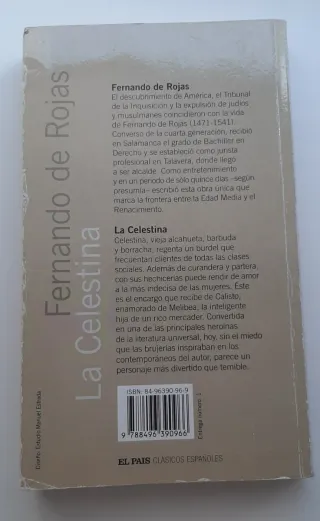 Fernando de Rojas
La Celestina
Fernando de Rojas
El descubrimiento de América, el Tribunal
de la Inquisición y la expulsión de judíos
y musulmanes coincidieron con la vida
de Fernando de Rojas (1471-1541).
Converso de la cuarta generación, recibió
en Salamanca el grado de Bachiller en
Derecho y se estableció como jurista
profesional en Talavera, donde llegó
a ser alcalde. Como entretenimiento
y en un periodo de sólo quince días –según
presumía– escribió esta obra única que
marca la frontera entre la Edad Media y el
Renacimiento.
La Celestina
Celestina, vieja alcahueta, barbuda
y borracha, regenta un burdel que
frecuentan clientes de todas las clases
sociales. Además de curandera y partera,
con sus hechicerías puede rendir de amor
a la más indecisa de las mujeres. Éste
es el encargo que recibe de Calisto,
enamorado de Melibea, la inteligente
hija de un rico mercader. Convertida
en una de las principales heroínas
de la literatura universal, hoy, sin el miedo
que las brujerías inspiraban en los
contemporáneos del autor, parece un
personaje más divertido que temible.
Diseño: Estudio Manuel Estrada
ISBN: 84-96390-96-9
9 788496 390966
Entrega número: 1
EL PAIS CLÁSICOS ESPAÑOLES